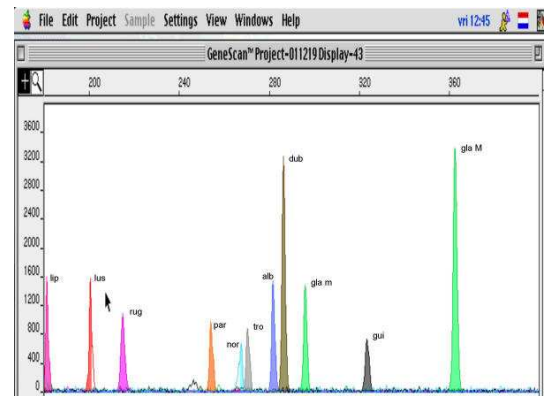 File Edit Project Sample Settings View Windows Help vri 12:45
GeneScan™ Project-011219 Display-43
200 240 280 320 360
3600
3200
2800
2400
2000
1600
1200
800
400
0
lip
lus
rug
par
nor
tro
alb
dub
gla m
gui
gla M